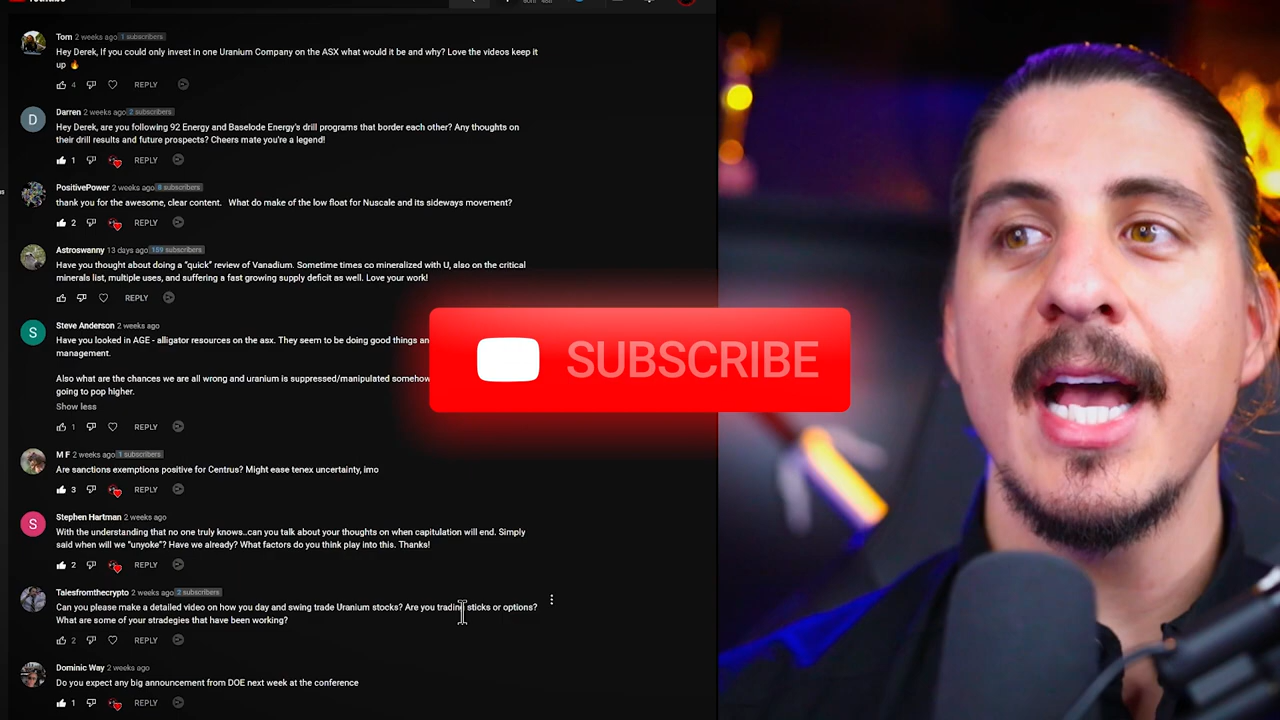 Tom 2 weeks ago 1 subscribers
Hey Derek, If you could only invest in one Uranium Company on the ASX what would it be and why? Love the videos keep it
up 🔥
4 REPLY
D
Darren 2 weeks ago 2 subscribers
Hey Derek, are you following 92 Energy and Baselode Energy's drill programs that border each other? Any thoughts on
their drill results and future prospects? Cheers mate you're a legend!
1 REPLY
PositivePower 2 weeks ago 8 subscribers
thank you for the awesome, clear content. What do make of the low float for Nuscale and its sideways movement?
2 REPLY
Astroswanny 13 days ago 159 subscribers
Have you thought about doing a "quick" review of Vanadium. Sometime times co mineralized with U, also on the critical
minerals list, multiple uses, and suffering a fast growing supply deficit as well. Love your work!
REPLY
S
Steve Anderson 2 weeks ago
Have you looked in AGE - alligator resources on the asx. They seem to be doing good things an
management.
Also what are the chances we are all wrong and uranium is suppressed/manipulated somehow
going to pop higher.
Show less
1 REPLY
SUBSCRIBE
M F 2 weeks ago 1 subscribers
Are sanctions exemptions positive for Centrus? Might ease tenex uncertainty, imo
3 REPLY
S
Stephen Hartman 2 weeks ago
With the understanding that no one truly knows..can you talk about your thoughts on when capitulation will end. Simply
said when will we "unyoke"? Have we already? What factors do you think play into this. Thanks!
2 REPLY
Talesfromthecrypto 2 weeks ago 2 subscribers
Can you please make a detailed video on how you day and swing trade Uranium stocks? Are you trading sticks or options?
What are some of your stradegies that have been working?
2 REPLY
Dominic Way 2 weeks ago
Do you expect any big announcement from DOE next week at the conference
1 REPLY